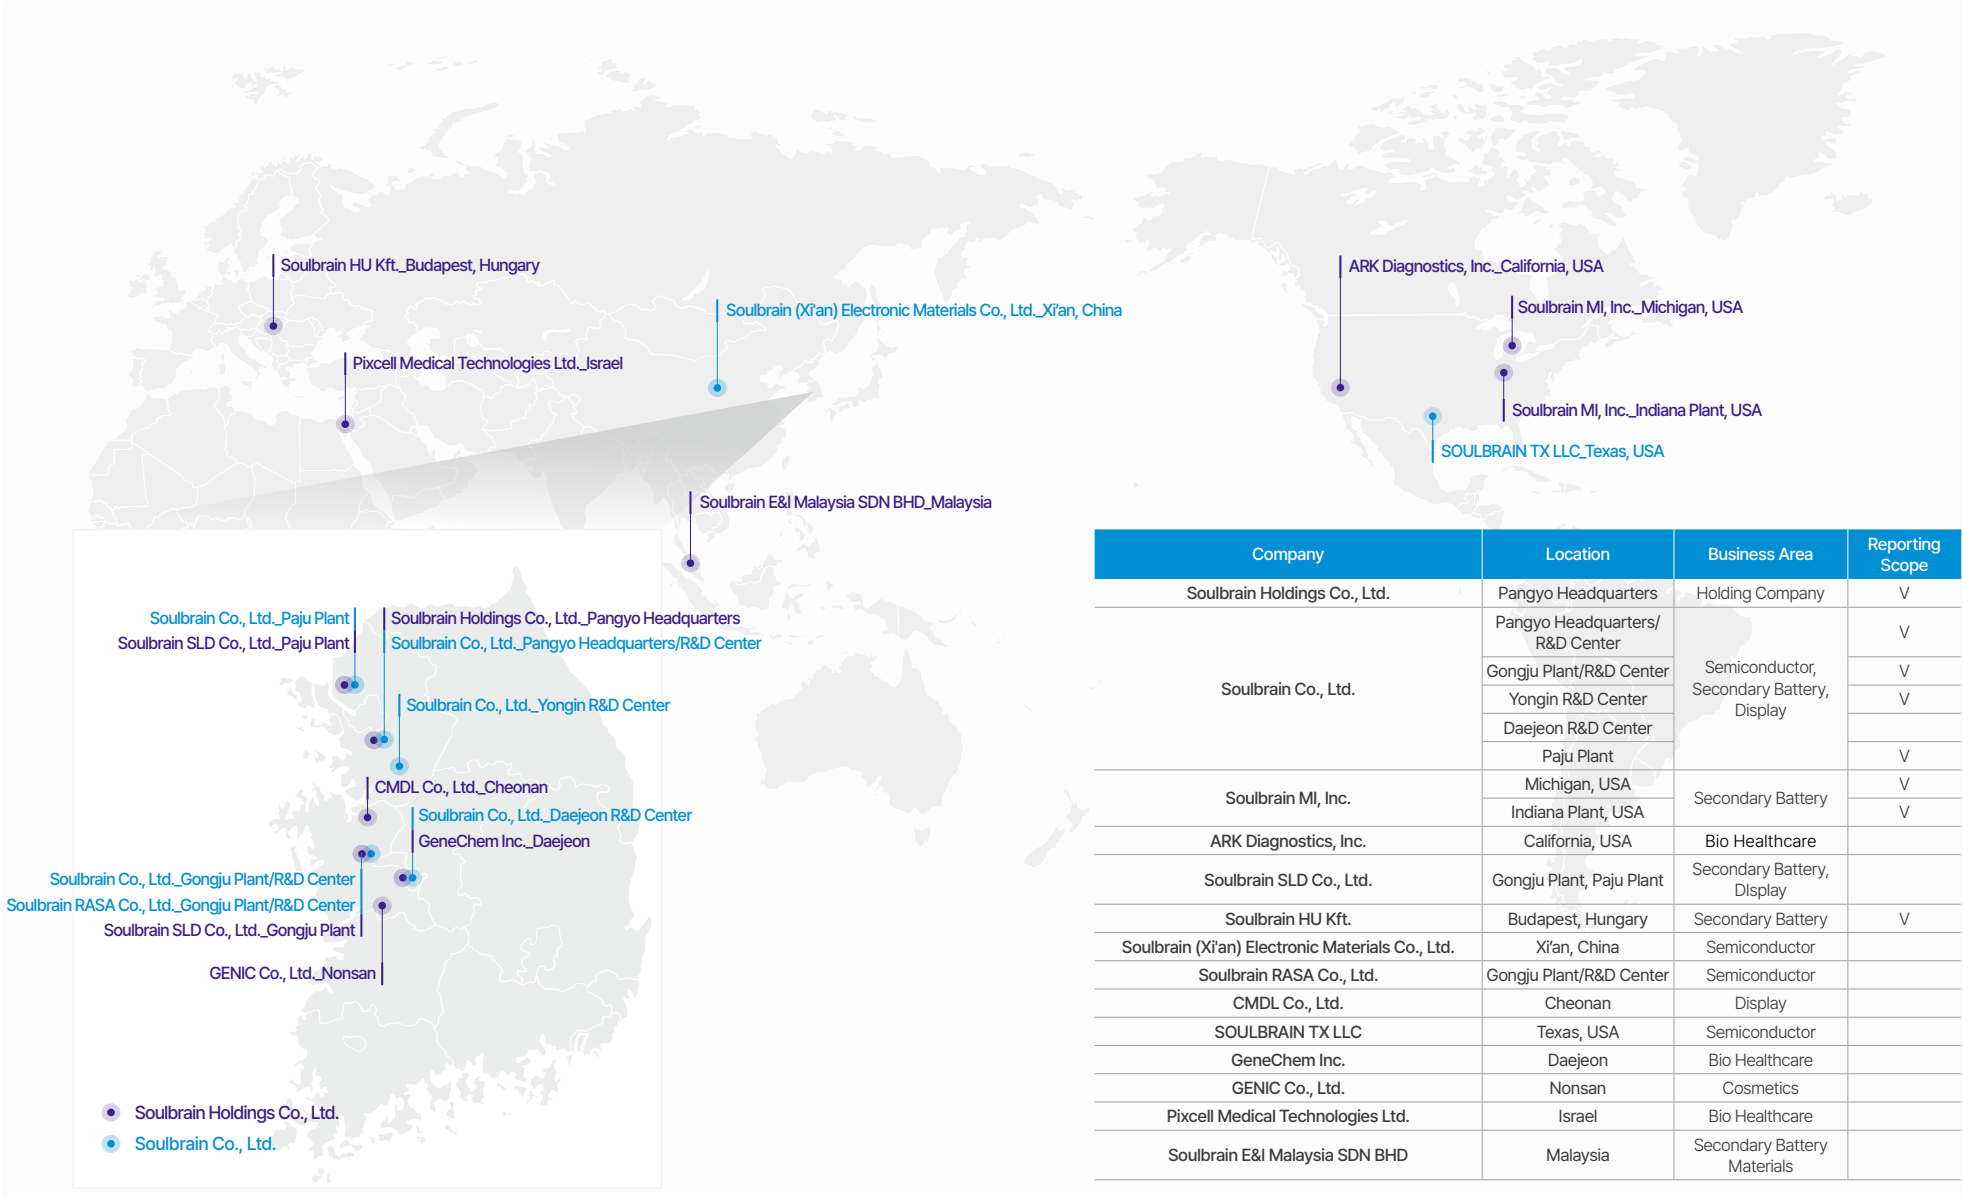 Soulbrain HU Kft._Budapest, Hungary
Pixcell Medical Technologies Ltd._Israel
Soulbrain (Xi'an) Electronic Materials Co., Ltd._Xi'an, China
Soulbrain E&I Malaysia SDN BHD_Malaysia
ARK Diagnostics, Inc._California, USA
Soulbrain MI, Inc._Michigan, USA
Soulbrain MI, Inc._Indiana Plant, USA
SOULBRAIN TX LLC_Texas, USA
Soulbrain Co., Ltd._Paju Plant
Soulbrain SLD Co., Ltd._Paju Plant
Soulbrain Holdings Co., Ltd._Pangyo Headquarters
Soulbrain Co., Ltd._Pangyo Headquarters/R&D Center
Soulbrain Co., Ltd._Yongin R&D Center
CMDL Co., Ltd._Cheonan
Soulbrain Co., Ltd._Daejeon R&D Center
GeneChem Inc._Daejeon
Soulbrain Co., Ltd._Gongju Plant/R&D Center
Soulbrain RASA Co., Ltd._Gongju Plant/R&D Center
Soulbrain SLD Co., Ltd._Gongju Plant
GENIC Co., Ltd._Nonsan
Soulbrain Holdings Co., Ltd.
Soulbrain Co., Ltd.
Company Location Business Area Reporting Scope
Soulbrain Holdings Co., Ltd. Pangyo Headquarters Holding Company V
Soulbrain Co., Ltd.
Pangyo Headquarters/
R&D Center V
Gongju Plant/R&D Center V
Yongin R&D Center V
Daejeon R&D Center
Paju Plant V
Semiconductor,
Secondary Battery,
Display
Soulbrain MI, Inc.
Michigan, USA V
Indiana Plant, USA V
Secondary Battery
ARK Diagnostics, Inc. California, USA Bio Healthcare
Soulbrain SLD Co., Ltd. Gongju Plant, Paju Plant Secondary Battery,
DIsplay
Soulbrain HU Kft. Budapest, Hungary Secondary Battery V
Soulbrain (Xi'an) Electronic Materials Co., Ltd. Xi'an, China Semiconductor
Soulbrain RASA Co., Ltd. Gongju Plant/R&D Center Semiconductor
CMDL Co., Ltd. Cheonan Display
SOULBRAIN TX LLC Texas, USA Semiconductor
GeneChem Inc. Daejeon Bio Healthcare
GENIC Co., Ltd. Nonsan Cosmetics
Pixcell Medical Technologies Ltd. Israel Bio Healthcare
Soulbrain E&I Malaysia SDN BHD Malaysia Secondary Battery
Materials